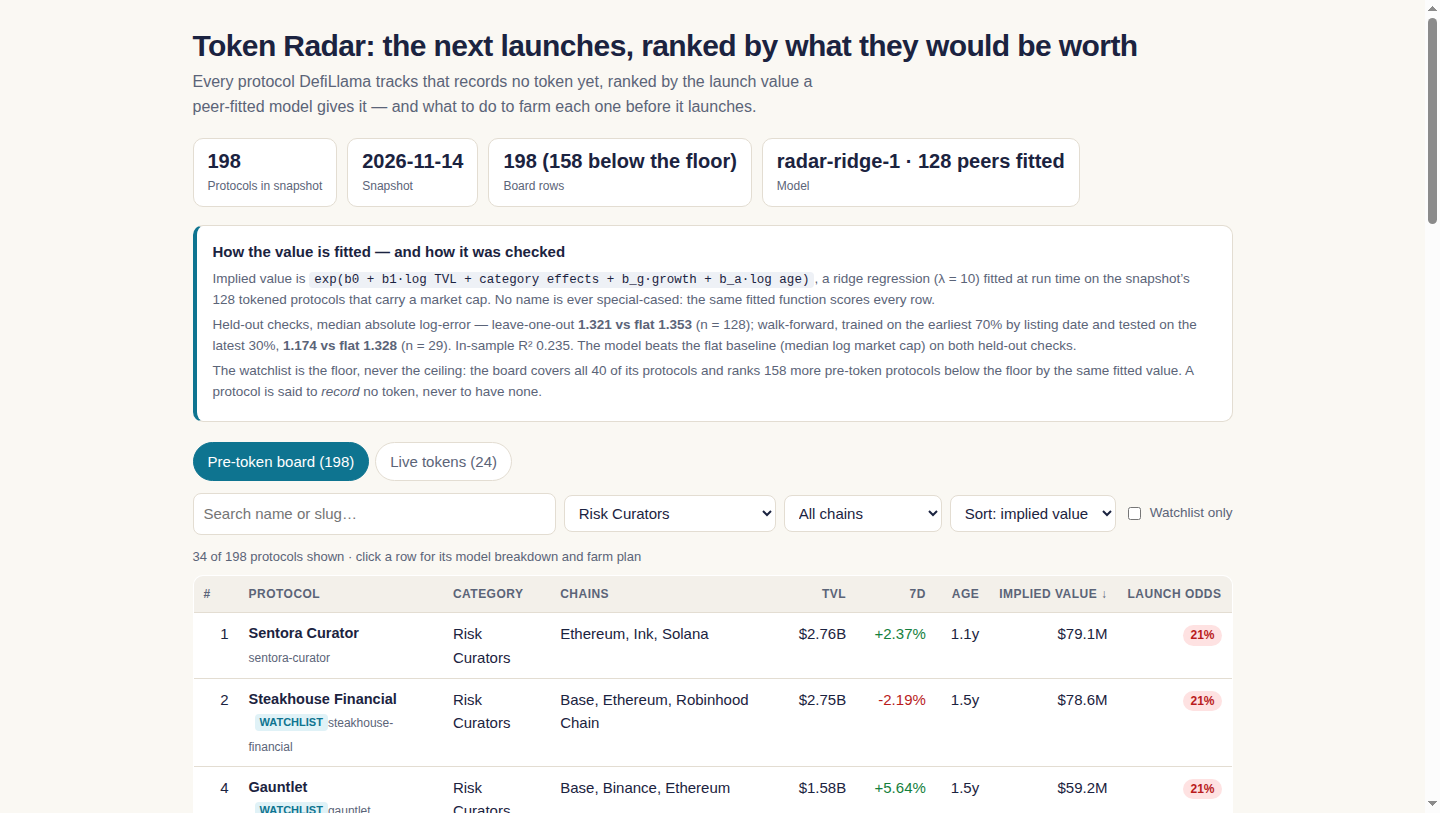 Token Radar: the next launches, ranked by what they would be worth
Every protocol DefiLlama tracks that records no token yet, ranked by the launch value a
peer-fitted model gives it — and what to do to farm each one before it launches.
198
Protocols in snapshot
2026-11-14
Snapshot
198 (158 below the floor)
Board rows
radar-ridge-1 · 128 peers fitted
Model
How the value is fitted — and how it was checked
Implied value is exp(b0 + b1·log TVL + category effects + b_g·growth + b_a·log age), a ridge regression (λ = 10) fitted at run time on the snapshot's
128 tokened protocols that carry a market cap. No name is ever special-cased: the same fitted function scores every row.
Held-out checks, median absolute log-error — leave-one-out 1.321 vs flat 1.353 (n = 128); walk-forward, trained on the earliest 70% by listing date and tested on the
latest 30%, 1.174 vs flat 1.328 (n = 29). In-sample R² 0.235. The model beats the flat baseline (median log market cap) on both held-out checks.
The watchlist is the floor, never the ceiling: the board covers all 40 of its protocols and ranks 158 more pre-token protocols below the floor by the same fitted value. A
protocol is said to record no token, never to have none.
Pre-token board (198) Live tokens (24)
Search name or slug… Risk Curators All chains Sort: implied value Watchlist only
34 of 198 protocols shown · click a row for its model breakdown and farm plan
# PROTOCOL CATEGORY CHAINS TVL 7D AGE IMPLIED VALUE ↓ LAUNCH ODDS
1 Sentora Curator Risk Ethereum, Ink, Solana $2.76B +2.37% 1.1y $79.1M 21%
sentora-curator Curators
2 Steakhouse Financial Risk Base, Ethereum, Robinhood $2.75B -2.19% 1.5y $78.6M 21%
WATCHLIST steakhouse- Curators Chain
financial
4 Gauntlet Risk Base, Binance, Ethereum $1.58B +5.64% 1.5y $59.2M 21%
WATCHLIST gauntlet Curators